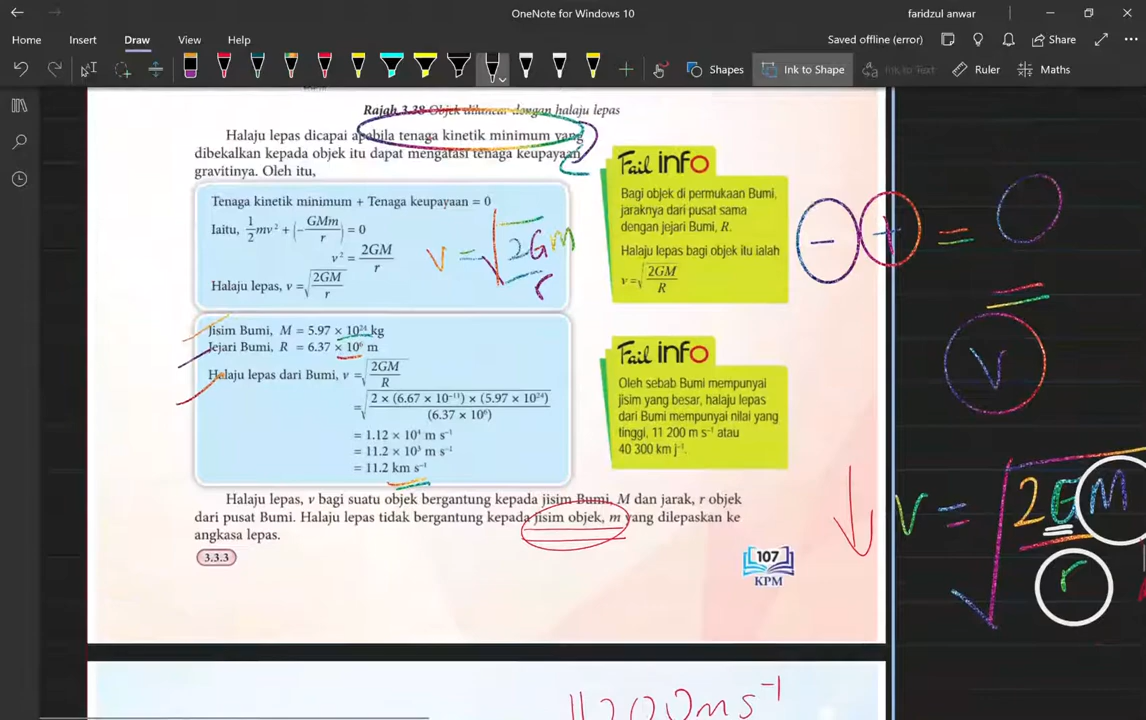 OneNote for Windows 10
faridzul anwar
Home Insert Draw View Help
Saved offline (error)
Share
Shapes
Ink to Shape
Ink to Text
Ruler
Maths
Rajah 3.38 Objek dilancar dengan halaju lepas
Halaju lepas dicapai apabila tenaga kinetik minimum yang
dibekalkan kepada objek itu dapat mengatasi tenaga keupayaan
gravitinya. Oleh itu,
Tenaga kinetik minimum + Tenaga keupayaan = 0
Iaitu, ½mv² + (−GMm/r) = 0
v² = 2GM/r
Halaju lepas, v = √(2GM/r)
v = √(2Gm/r)
Jisim Bumi, M = 5.97 × 10²⁴ kg
Jejari Bumi, R = 6.37 × 10⁶ m
Halaju lepas dari Bumi, v = √(2GM/R)
= √(2 × (6.67 × 10⁻¹¹) × (5.97 × 10²⁴)/(6.37 × 10⁶))
= 1.12 × 10⁴ m s⁻¹
= 11.2 × 10³ m s⁻¹
= 11.2 km s⁻¹
Fail info
Bagi objek di permukaan Bumi,
jaraknya dari pusat sama
dengan jejari Bumi, R.
Halaju lepas bagi objek itu ialah
v = √(2GM/R)
Fail info
Oleh sebab Bumi mempunyai
jisim yang besar, halaju lepas
dari Bumi mempunyai nilai yang
tinggi, 11 200 m s⁻¹ atau
40 300 km j⁻¹.
Halaju lepas, v bagi suatu objek bergantung kepada jisim Bumi, M dan jarak, r objek
dari pusat Bumi. Halaju lepas tidak bergantung kepada jisim objek, m yang dilepaskan ke
angkasa lepas.
3.3.3
107
KPM
− + = 0
v
v = √(2GM/r)
11200ms⁻¹